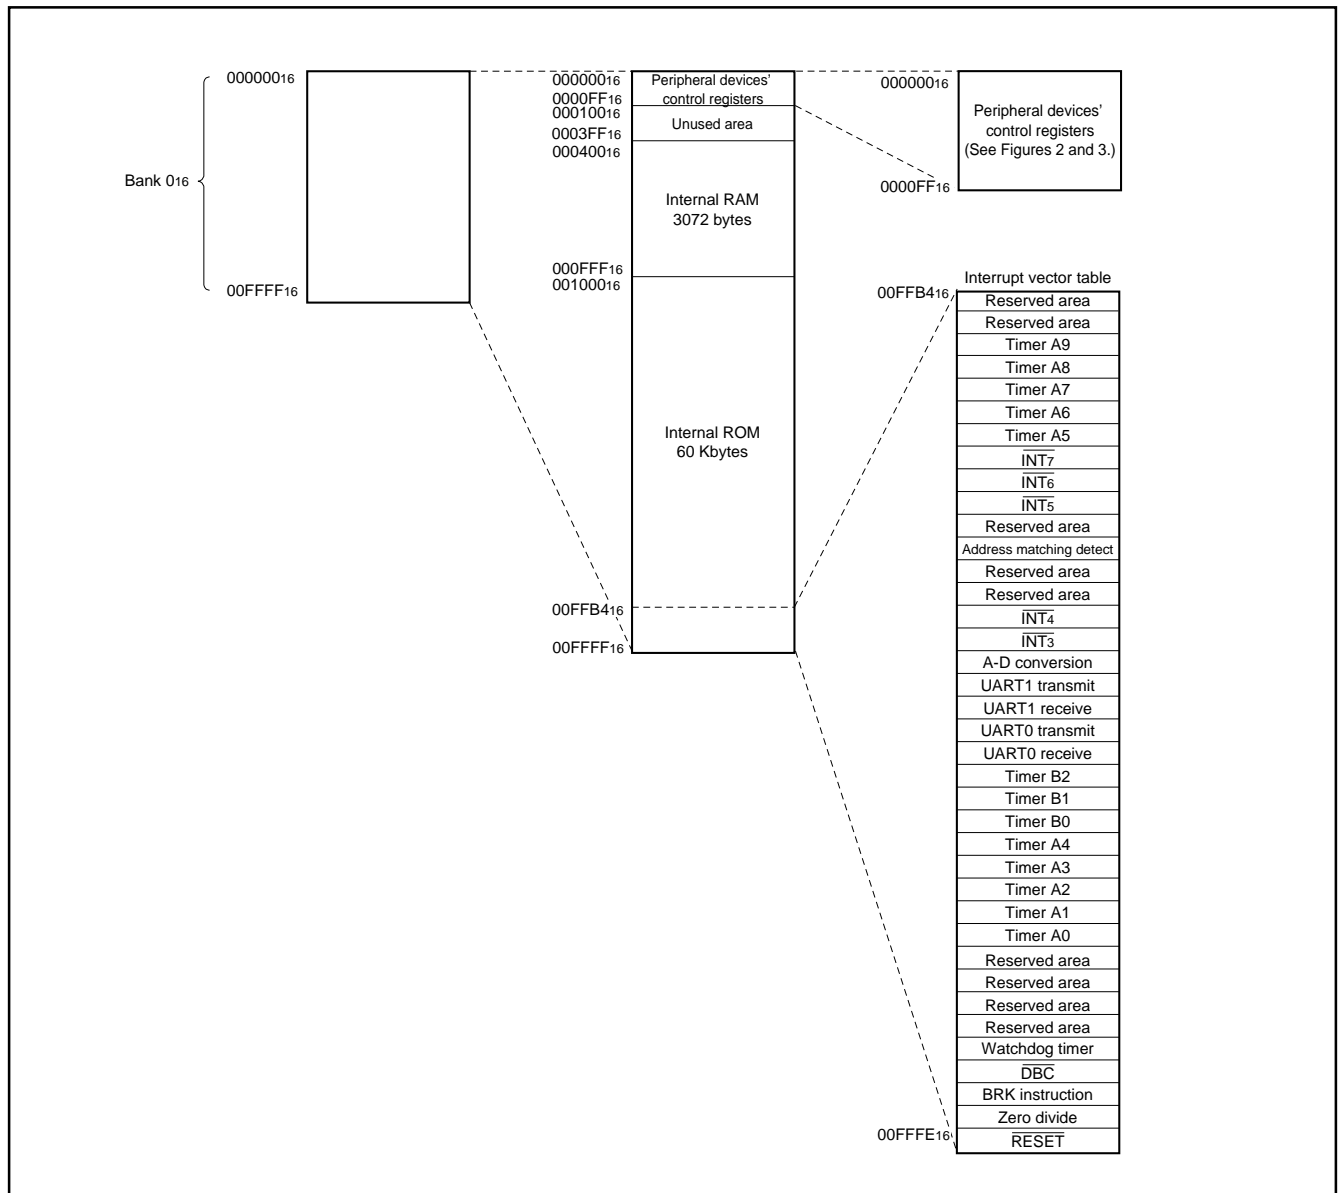 00000016
Bank 016
00FFFF16
00000016
Peripheral devices'
control registers
0000FF16
00010016
Unused area
0003FF16
00040016
Internal RAM
3072 bytes
000FFF16
00100016
Internal ROM
60 Kbytes
00FFB416
00FFFF16
00000016
Peripheral devices'
control registers
(See Figures 2 and 3.)
0000FF16
Interrupt vector table
00FFB416
Reserved area
Reserved area
Timer A9
Timer A8
Timer A7
Timer A6
Timer A5
INT7
INT6
INT5
Reserved area
Address matching detect
Reserved area
Reserved area
INT4
INT3
A-D conversion
UART1 transmit
UART1 receive
UART0 transmit
UART0 receive
Timer B2
Timer B1
Timer B0
Timer A4
Timer A3
Timer A2
Timer A1
Timer A0
Reserved area
Reserved area
Reserved area
Reserved area
Watchdog timer
DBC
BRK instruction
Zero divide
00FFFE16
RESET